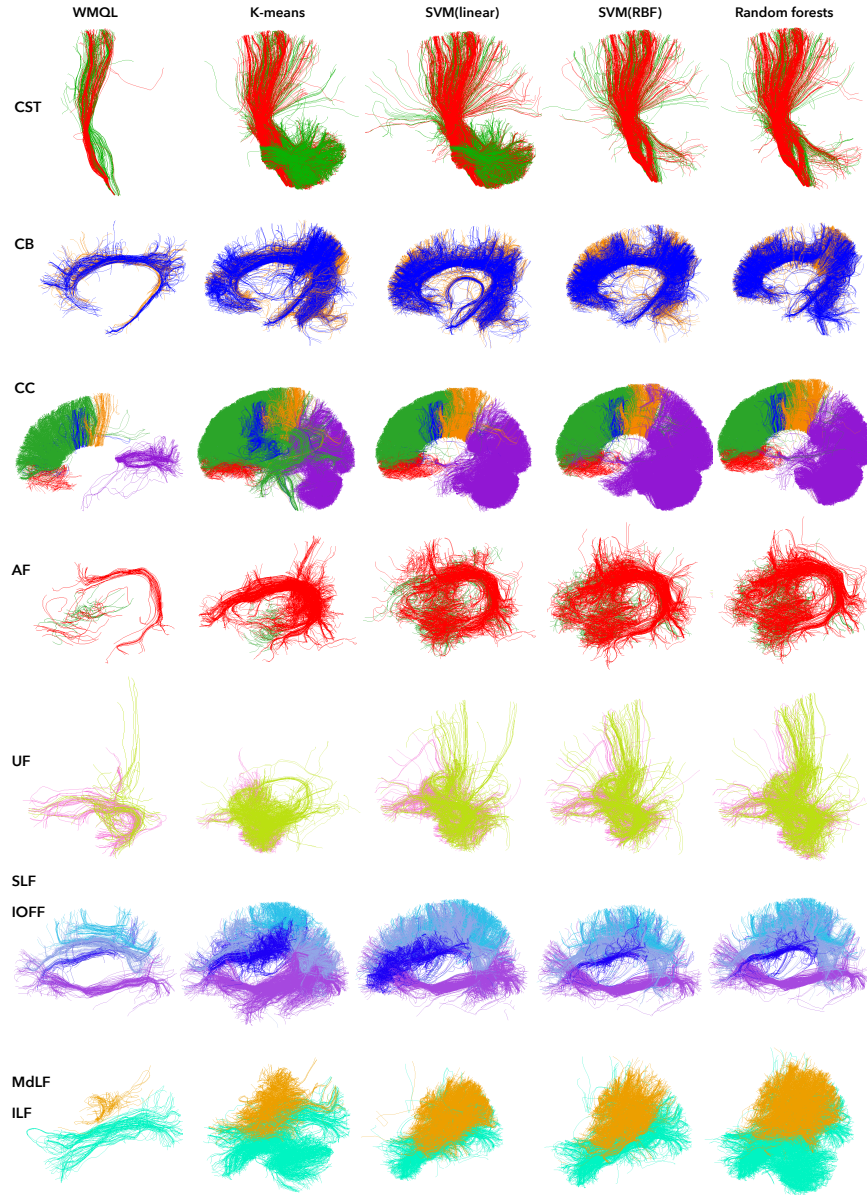 WMQL K-means SVM(linear) SVM(RBF) Random forests
CST
CB
CC
AF
UF
SLF
IOFF
MdLF
ILF